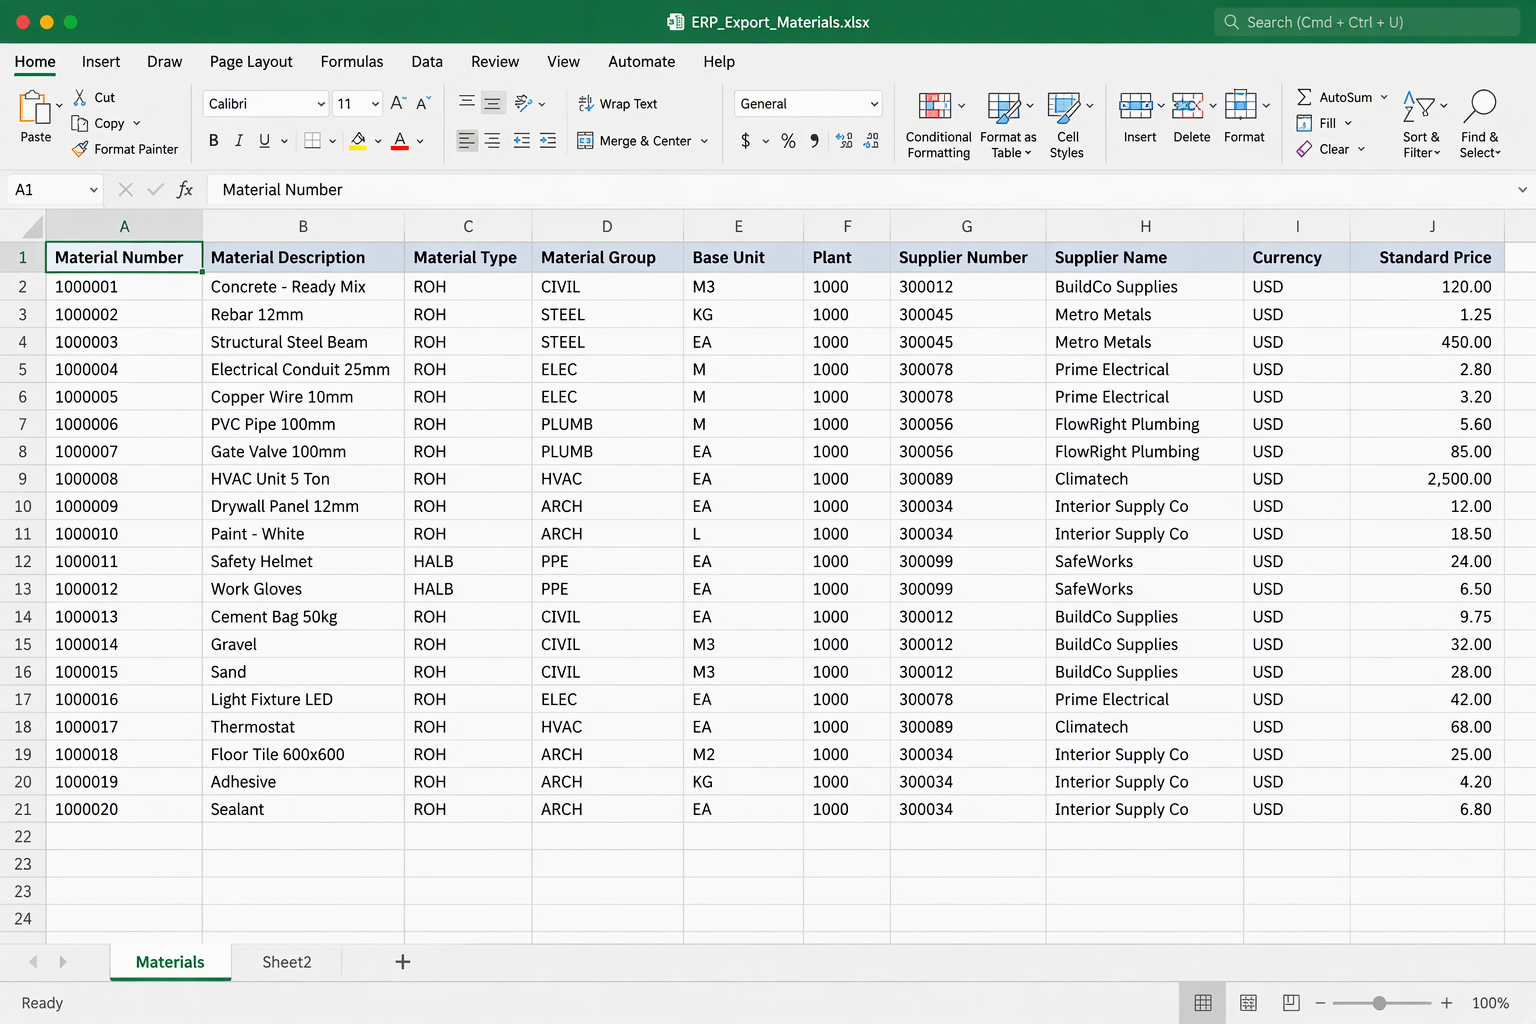 ERP_Export_Materials.xlsx
Search (Cmd + Ctrl + U)
Home Insert Draw Page Layout Formulas Data Review View Automate Help
Paste
Cut
Copy
Format Painter
Calibri 11
B I U
Wrap Text
Merge & Center
General
$ % 
Conditional Formatting
Format as Table
Cell Styles
Insert
Delete
Format
AutoSum
Fill
Clear
Sort & Filter
Find & Select
A1 fx Material Number
A B C D E F G H I J
1 Material Number Material Description Material Type Material Group Base Unit Plant Supplier Number Supplier Name Currency Standard Price
2 1000001 Concrete - Ready Mix ROH CIVIL M3 1000 300012 BuildCo Supplies USD 120.00
3 1000002 Rebar 12mm ROH STEEL KG 1000 300045 Metro Metals USD 1.25
4 1000003 Structural Steel Beam ROH STEEL EA 1000 300045 Metro Metals USD 450.00
5 1000004 Electrical Conduit 25mm ROH ELEC M 1000 300078 Prime Electrical USD 2.80
6 1000005 Copper Wire 10mm ROH ELEC M 1000 300078 Prime Electrical USD 3.20
7 1000006 PVC Pipe 100mm ROH PLUMB M 1000 300056 FlowRight Plumbing USD 5.60
8 1000007 Gate Valve 100mm ROH PLUMB EA 1000 300056 FlowRight Plumbing USD 85.00
9 1000008 HVAC Unit 5 Ton ROH HVAC EA 1000 300089 Climatech USD 2,500.00
10 1000009 Drywall Panel 12mm ROH ARCH EA 1000 300034 Interior Supply Co USD 12.00
11 1000010 Paint - White ROH ARCH L 1000 300034 Interior Supply Co USD 18.50
12 1000011 Safety Helmet HALB PPE EA 1000 300099 SafeWorks USD 24.00
13 1000012 Work Gloves HALB PPE EA 1000 300099 SafeWorks USD 6.50
14 1000013 Cement Bag 50kg ROH CIVIL EA 1000 300012 BuildCo Supplies USD 9.75
15 1000014 Gravel ROH CIVIL M3 1000 300012 BuildCo Supplies USD 32.00
16 1000015 Sand ROH CIVIL M3 1000 300012 BuildCo Supplies USD 28.00
17 1000016 Light Fixture LED ROH ELEC EA 1000 300078 Prime Electrical USD 42.00
18 1000017 Thermostat ROH HVAC EA 1000 300089 Climatech USD 68.00
19 1000018 Floor Tile 600x600 ROH ARCH M2 1000 300034 Interior Supply Co USD 25.00
20 1000019 Adhesive ROH ARCH KG 1000 300034 Interior Supply Co USD 4.20
21 1000020 Sealant ROH ARCH EA 1000 300034 Interior Supply Co USD 6.80
22
23
23
24
Materials Sheet2 +
Ready 100%